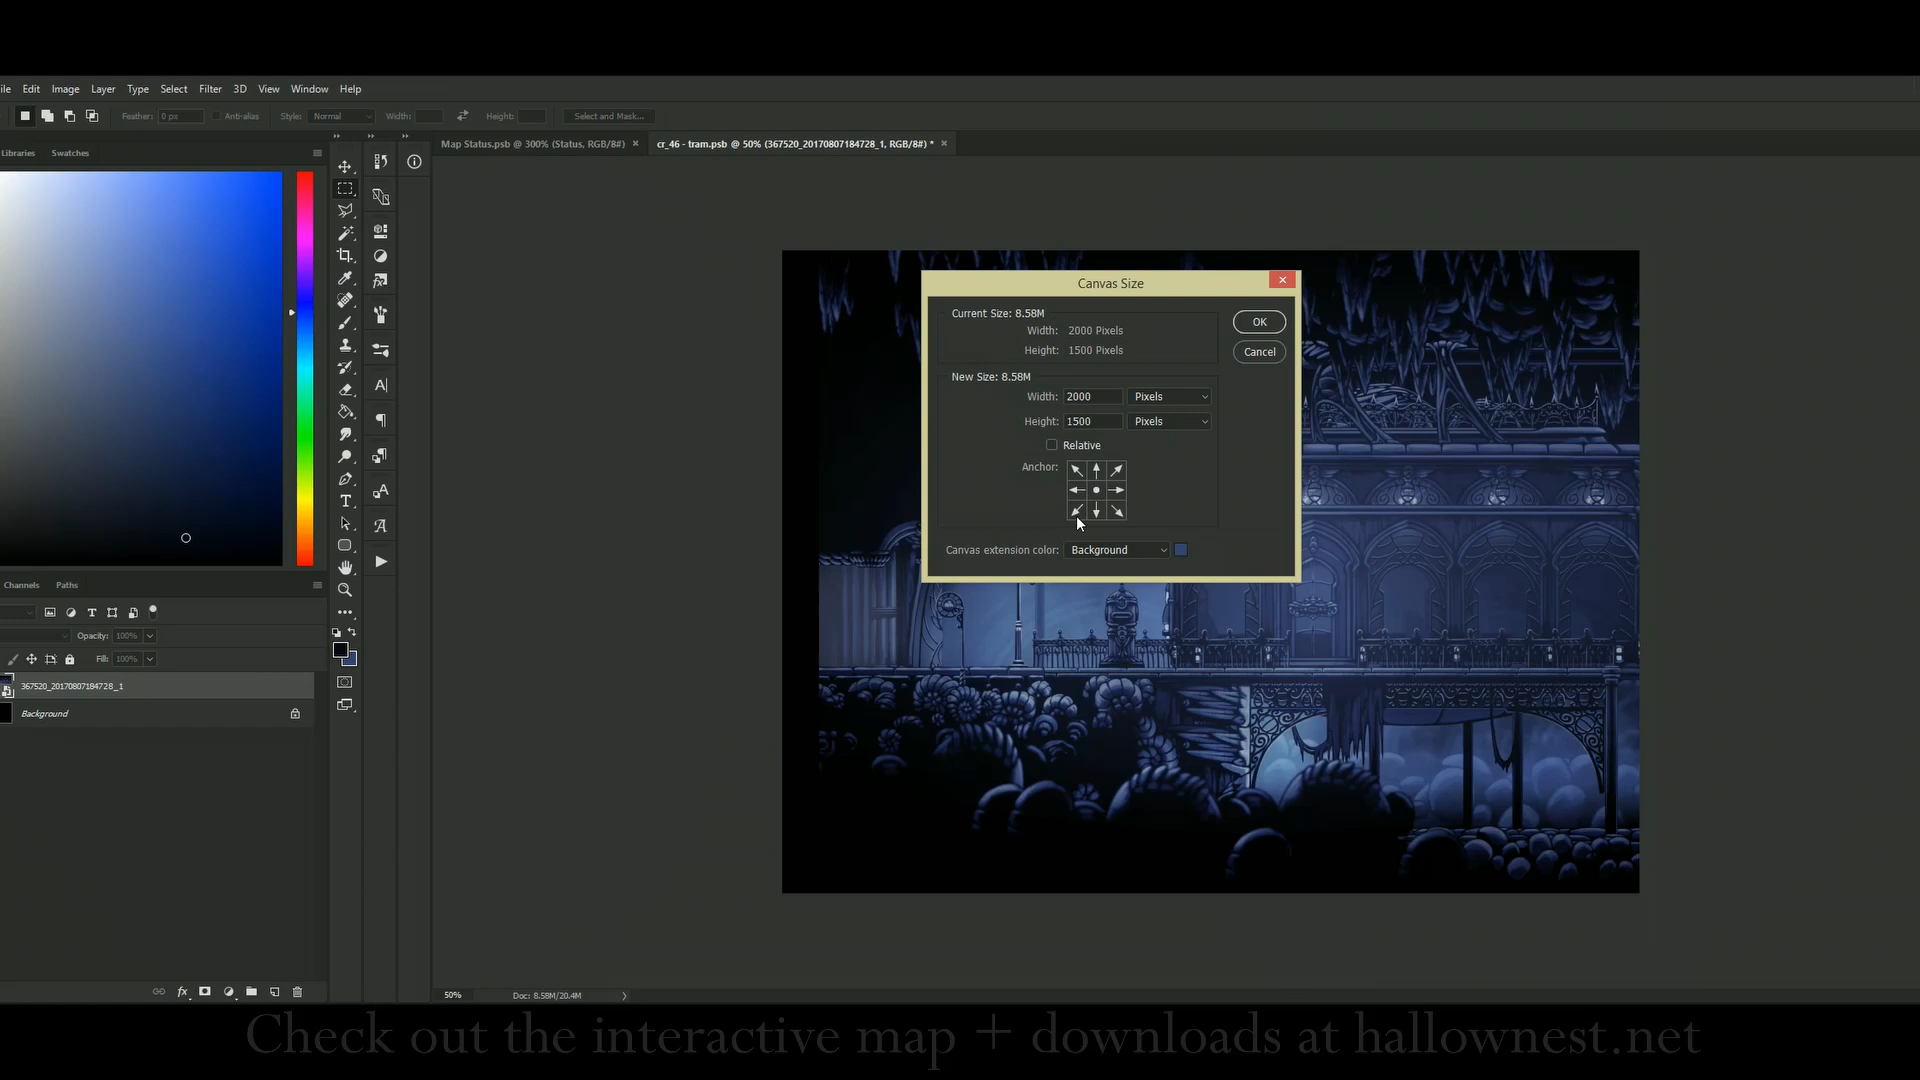 ile Edit Image Layer Type Select Filter 3D View Window Help
Feather: 0 px Anti-alias Style: Normal Width: Height: Select and Mask...
Map Status.psb @ 300% (Status, RGB/8#) × cr_46 - tram.psb @ 50% (367520_20170807184728_1, RGB/8#) * ×
Libraries Swatches
Canvas Size
Current Size: 8.58M
Width: 2000 Pixels
Height: 1500 Pixels
OK
Cancel
New Size: 8.58M
Width: 2000 Pixels
Height: 1500 Pixels
Relative
Anchor:
Canvas extension color: Background
Channels Paths
Opacity: 100%
Fill: 100%
367520_20170807184728_1
Background
50% Doc: 8.58M/20.4M
Check out the interactive map + downloads at hallownest.net